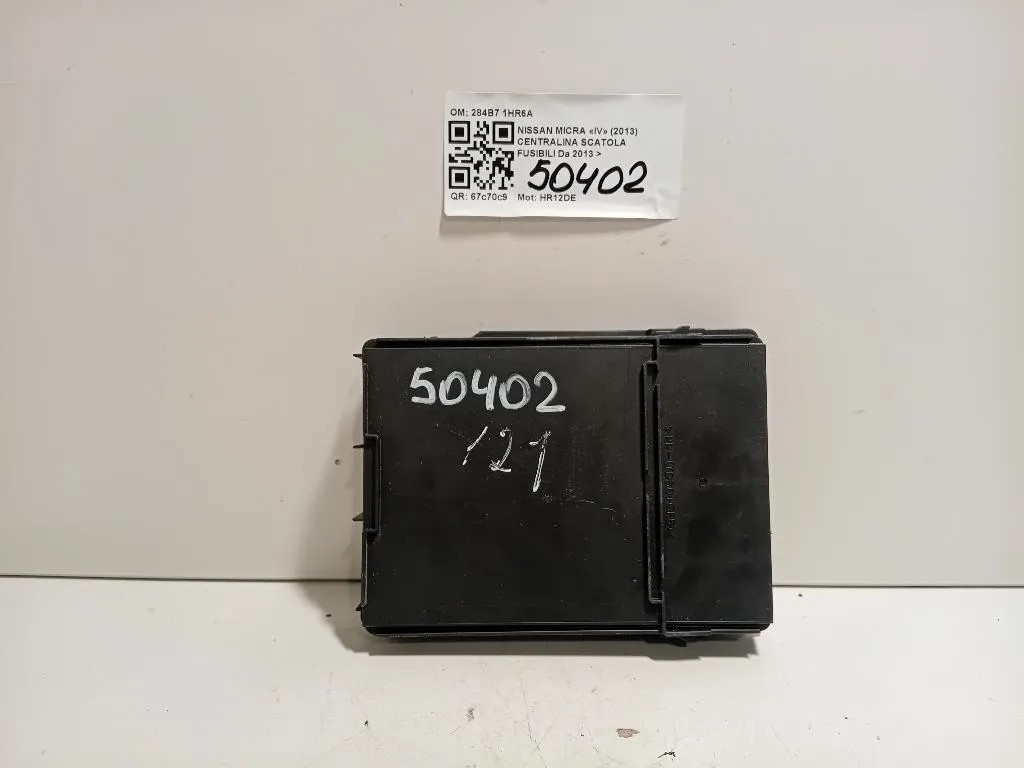 OM: 284B7 1HR6A
NISSAN MICRA «IV» (2013)
CENTRALINA SCATOLA
FUSIBILI Da 2013 >
50402
QR: 67c70c9 Mot: HR12DE
50402
121